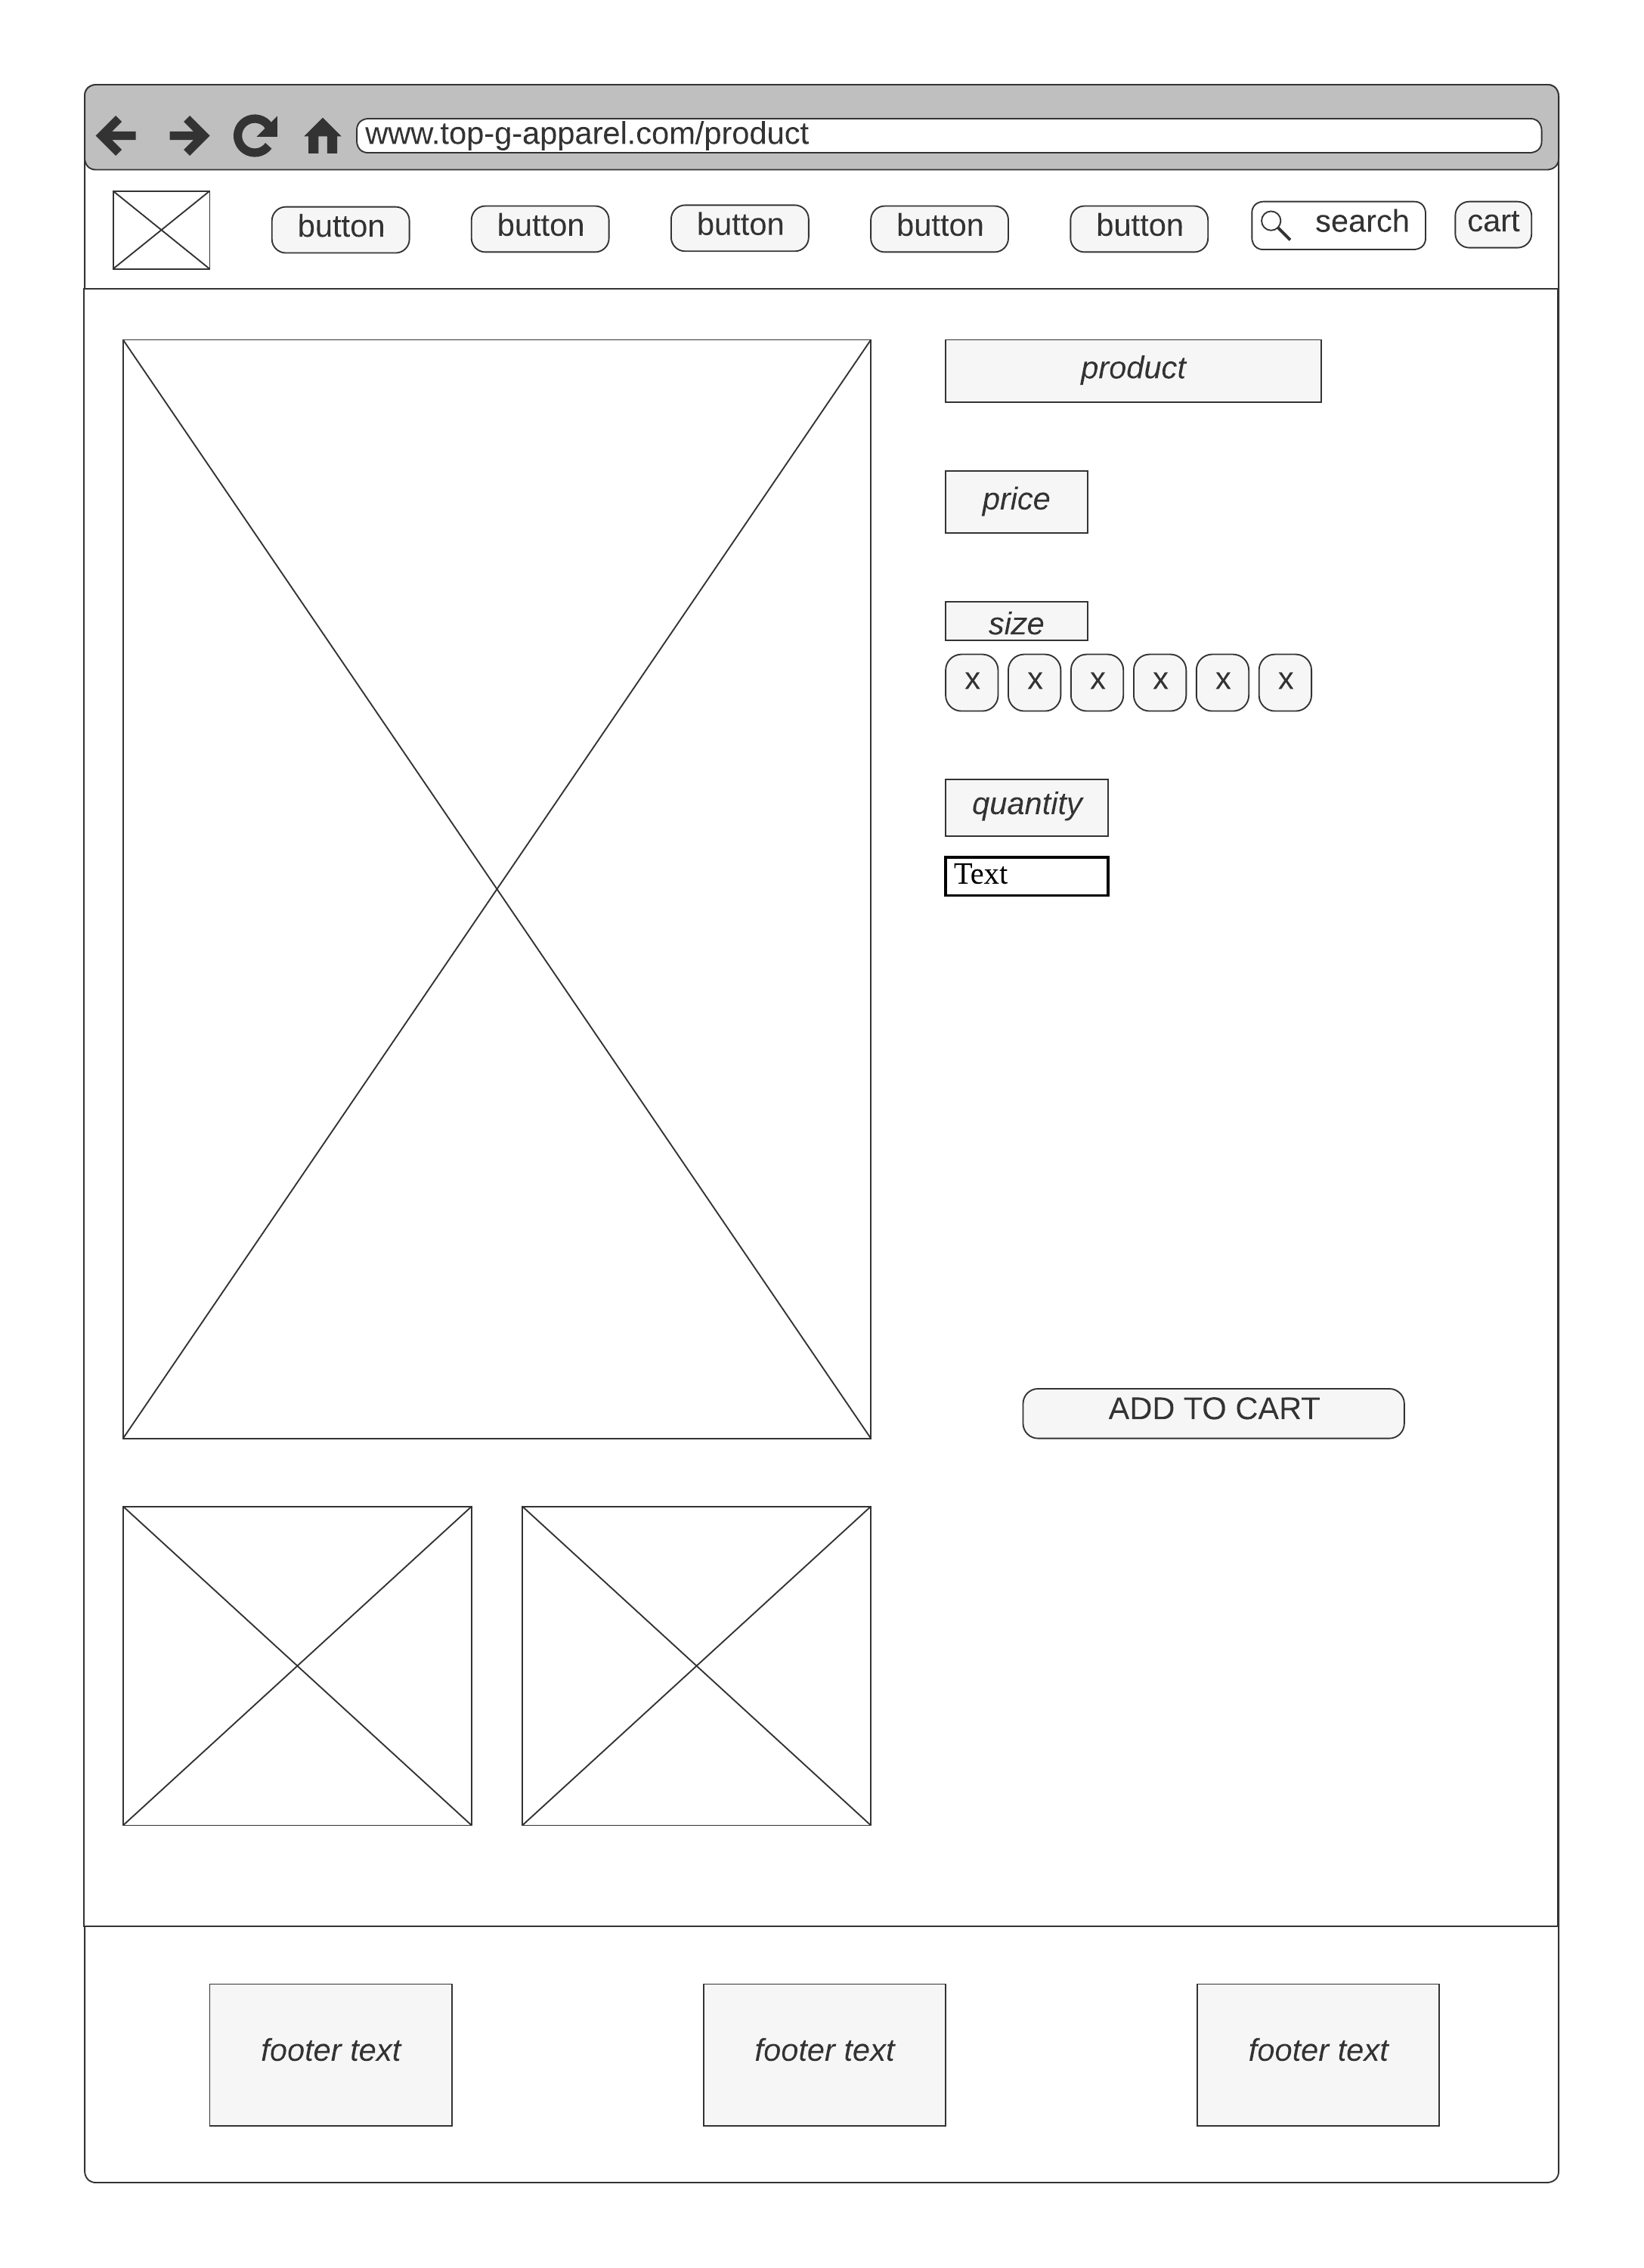 www.top-g-apparel.com/product
button button button button button search cart
product
price
size
x x x x x x
quantity
Text
ADD TO CART
footer text footer text footer text